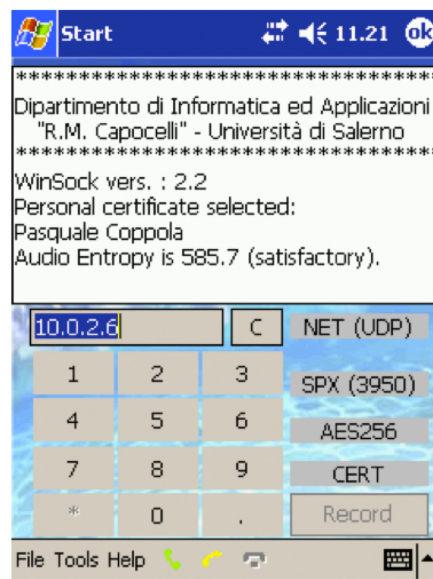 Start 11.21 ok
************************************
Dipartimento di Informatica ed Applicazioni
"R.M. Capocelli" - Università di Salerno
************************************
WinSock vers. : 2.2
Personal certificate selected:
Pasquale Coppola
Audio Entropy is 585.7 (satisfactory).
10.0.2.6 C NET (UDP)
1 2 3 SPX (3950)
4 5 6 AES256
7 8 9 CERT
* 0 . Record
File Tools Help